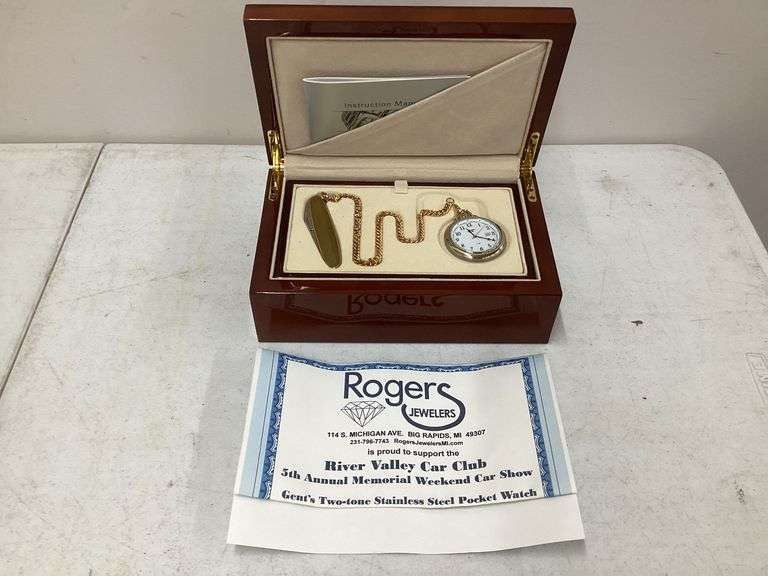 Instruction
Rogers
Rogers
JEWELERS
114 S. MICHIGAN AVE. BIG RAPIDS, MI 49307
231-796-7743 RogersJewelersMI.com
is proud to support the
River Valley Car Club
5th Annual Memorial Weekend Car Show
Gent's Two-tone Stainless Steel Pocket Watch